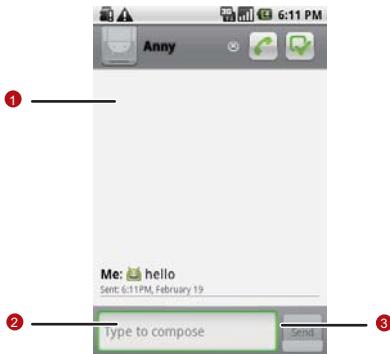 6:11 PM
Anny
1
Me: hello
Sent: 6:11PM, February 19
2
Type to compose
Send
3